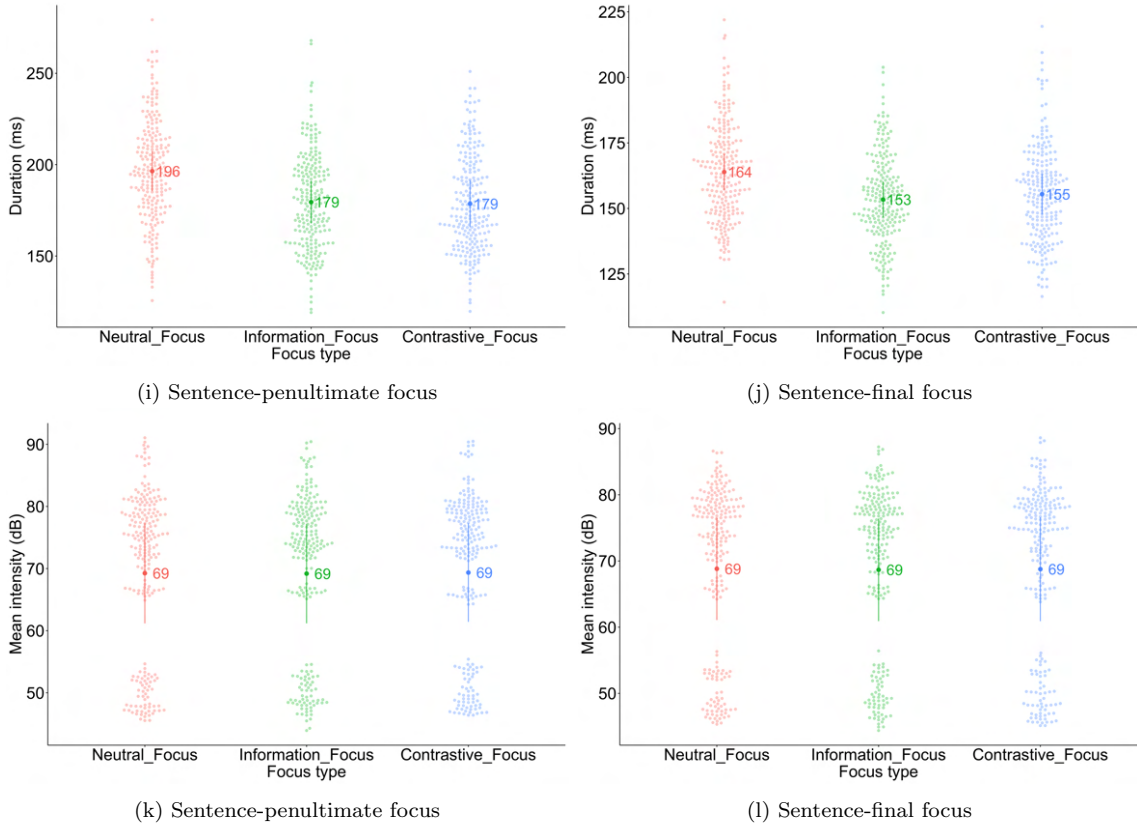 250
200
150
Duration (ms)
196
179
179
Neutral_Focus Information_Focus Contrastive_Focus
Focus type
(i) Sentence-penultimate focus
225
200
175
150
125
Duration (ms)
164
153
155
Neutral_Focus Information_Focus Contrastive_Focus
Focus type
(j) Sentence-final focus
90
80
70
60
50
Mean intensity (dB)
69
69
69
Neutral_Focus Information_Focus Contrastive_Focus
Focus type
(k) Sentence-penultimate focus
90
80
70
60
50
Mean intensity (dB)
69
69
69
Neutral_Focus Information_Focus Contrastive_Focus
Focus type
(l) Sentence-final focus